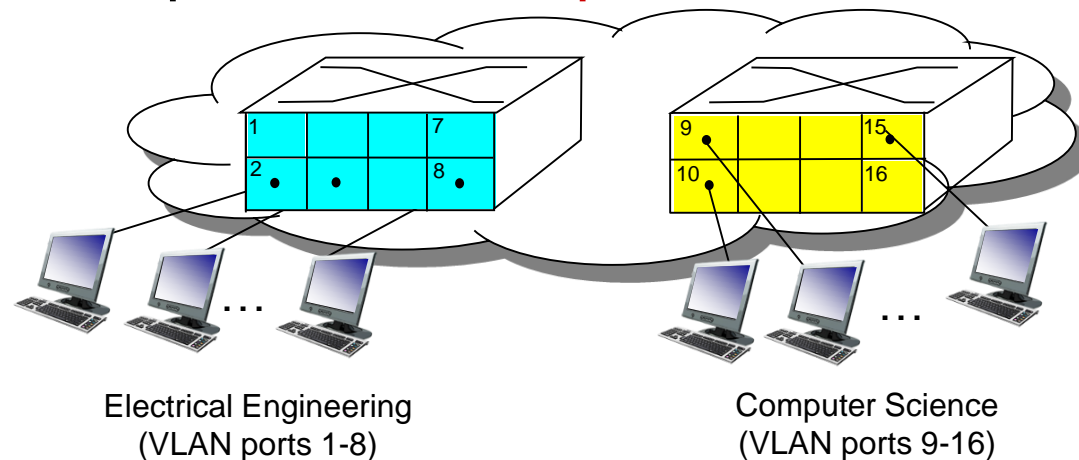 1 7
2 8
9 15
10 16
... ...
Electrical Engineering
(VLAN ports 1-8)
Computer Science
(VLAN ports 9-16)